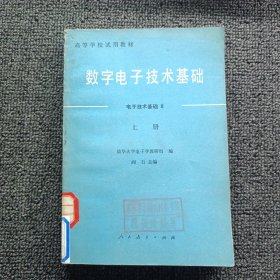 高等学校试用教材
数字电子技术基础
电子技术基础 Ⅱ
上 册
清华大学电子学教研组 编
阎 石 主编
人 民 教 育 出 版 社